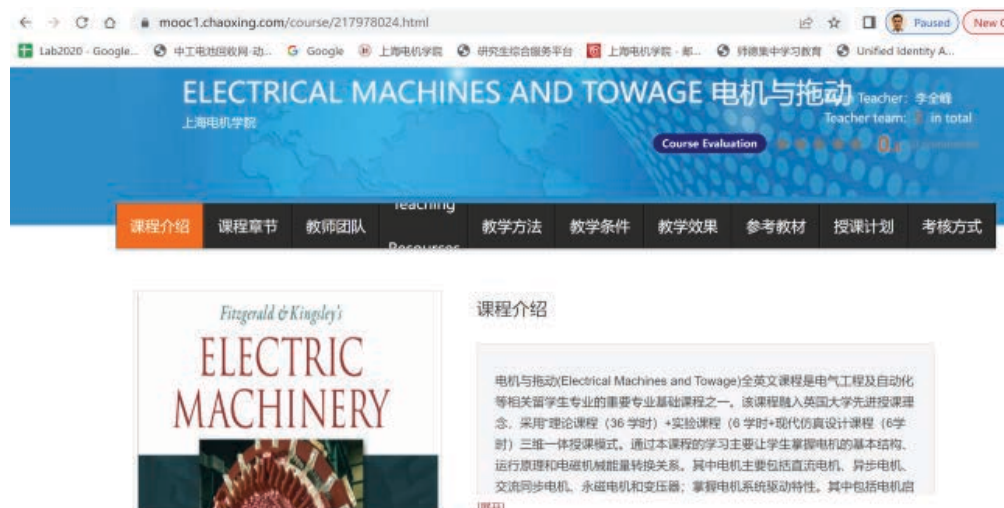 mooc1.chaoxing.com/course/217978024.html
Paused
New C
Lab2020 - Google...
中工电池回收网-动...
Google
上海电机学院
研究生综合服务平台
上海电机学院 - 邮...
师德集中学习教育
Unified Identity A...
ELECTRICAL MACHINES AND TOWAGE 电机与拖动
Teacher: 李全峰
上海电机学院
Teacher team: in total
Course Evaluation
课程介绍
课程章节
教师团队
Teaching
Resources
教学方法
教学条件
教学效果
参考教材
授课计划
考核方式
Fitzgerald & Kingsley's
ELECTRIC
MACHINERY
课程介绍
电机与拖动(Electrical Machines and Towage)全英文课程是电气工程及自动化
等相关留学生专业的重要专业基础课程之一。该课程融入英国大学先进授课理
念，采用“理论课程（36 学时）+实验课程（6 学时+现代仿真设计课程（6学
时）三维一体授课模式。通过本课程的学习主要让学生掌握电机的基本结构、
运行原理和电磁机械能量转换关系。其中电机主要包括直流电机、异步电机、
交流同步电机、永磁电机和变压器；掌握电机系统驱动特性。其中包括电机启